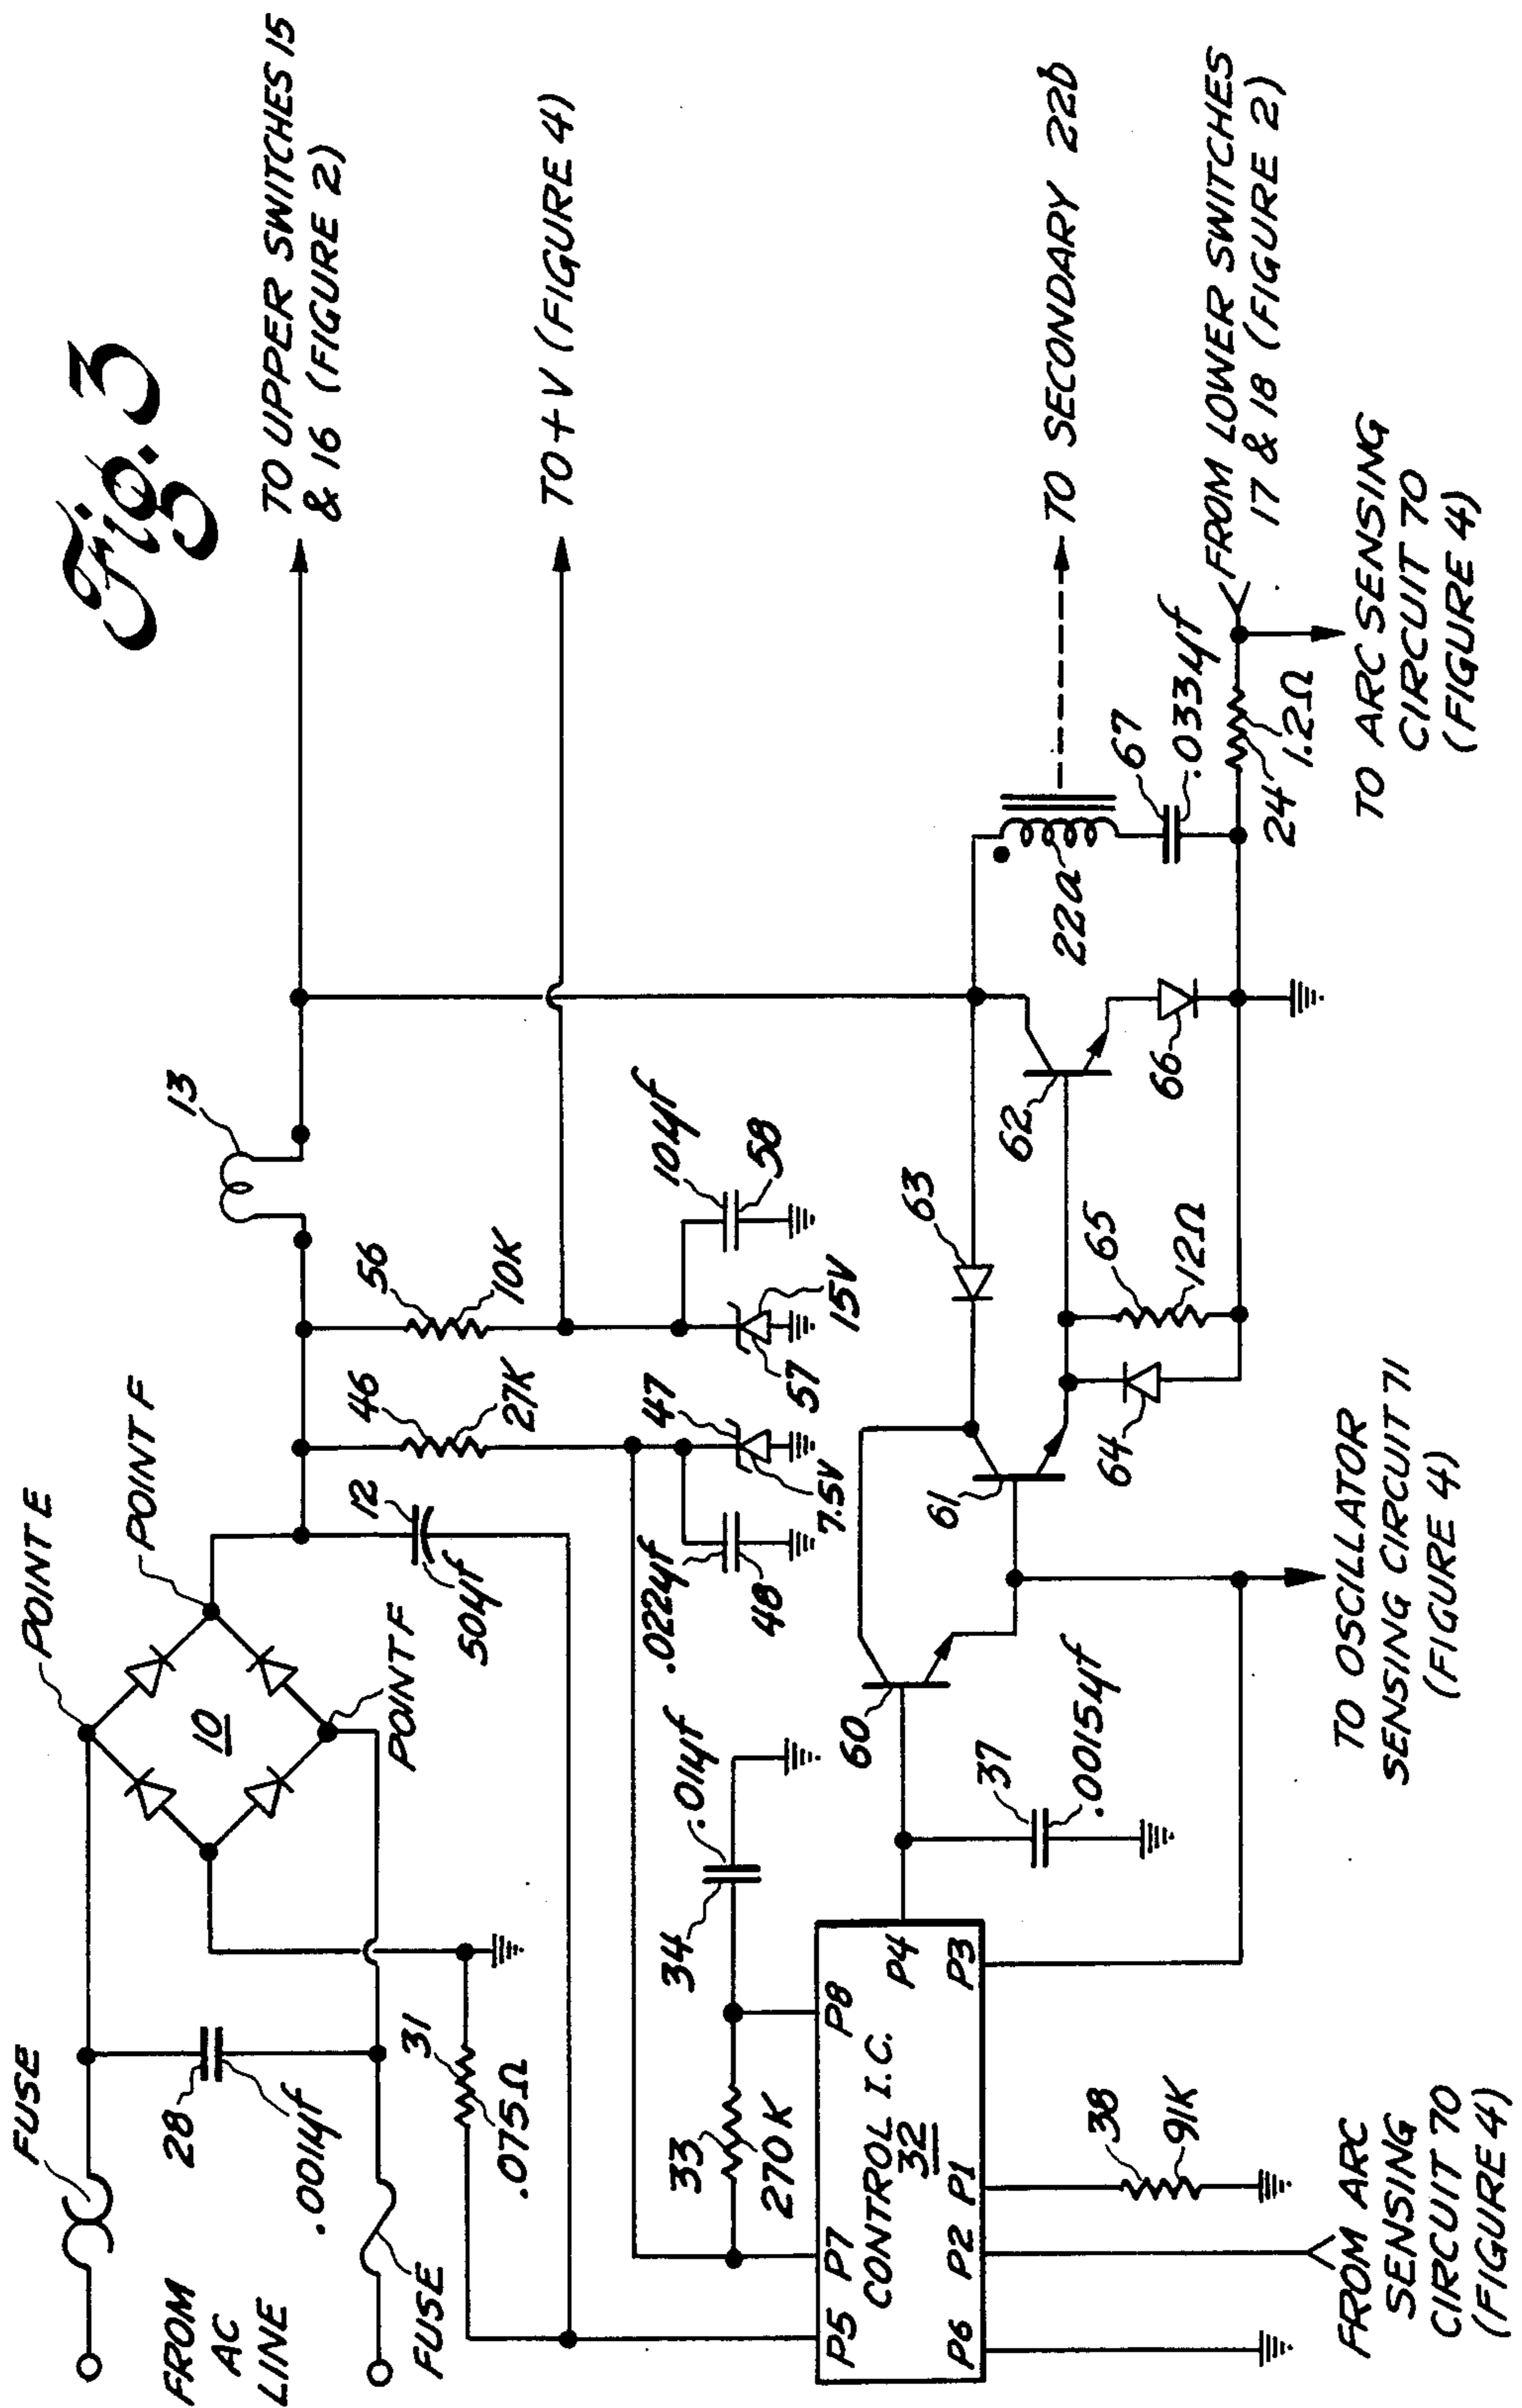 Fig. 3
FUSE
28
.001µf
FROM
AC
LINE
FUSE
POINT E
POINT F
10
POINT F
31
.075Ω
12
50µf
46
27K
56
10K
13
TO UPPER SWITCHES 15
& 16 (FIGURE 2)
TO +V (FIGURE 4)
.022µf
48
47
7.5V
57
15V
10µf
58
33
270K
34
.01µf
P5
P7
P8
CONTROL I.C.
32
P4
P6
P2
P1
P3
38
91K
FROM ARC
SENSING
CIRCUIT 70
(FIGURE 4)
37
.0015µf
60
61
63
62
64
65
12Ω
66
22a
67
.033µf
TO SECONDARY 22b
24
1.2Ω
FROM LOWER SWITCHES
17 & 18 (FIGURE 2)
TO ARC SENSING
CIRCUIT 70
(FIGURE 4)
TO OSCILLATOR
SENSING CIRCUIT 71
(FIGURE 4)